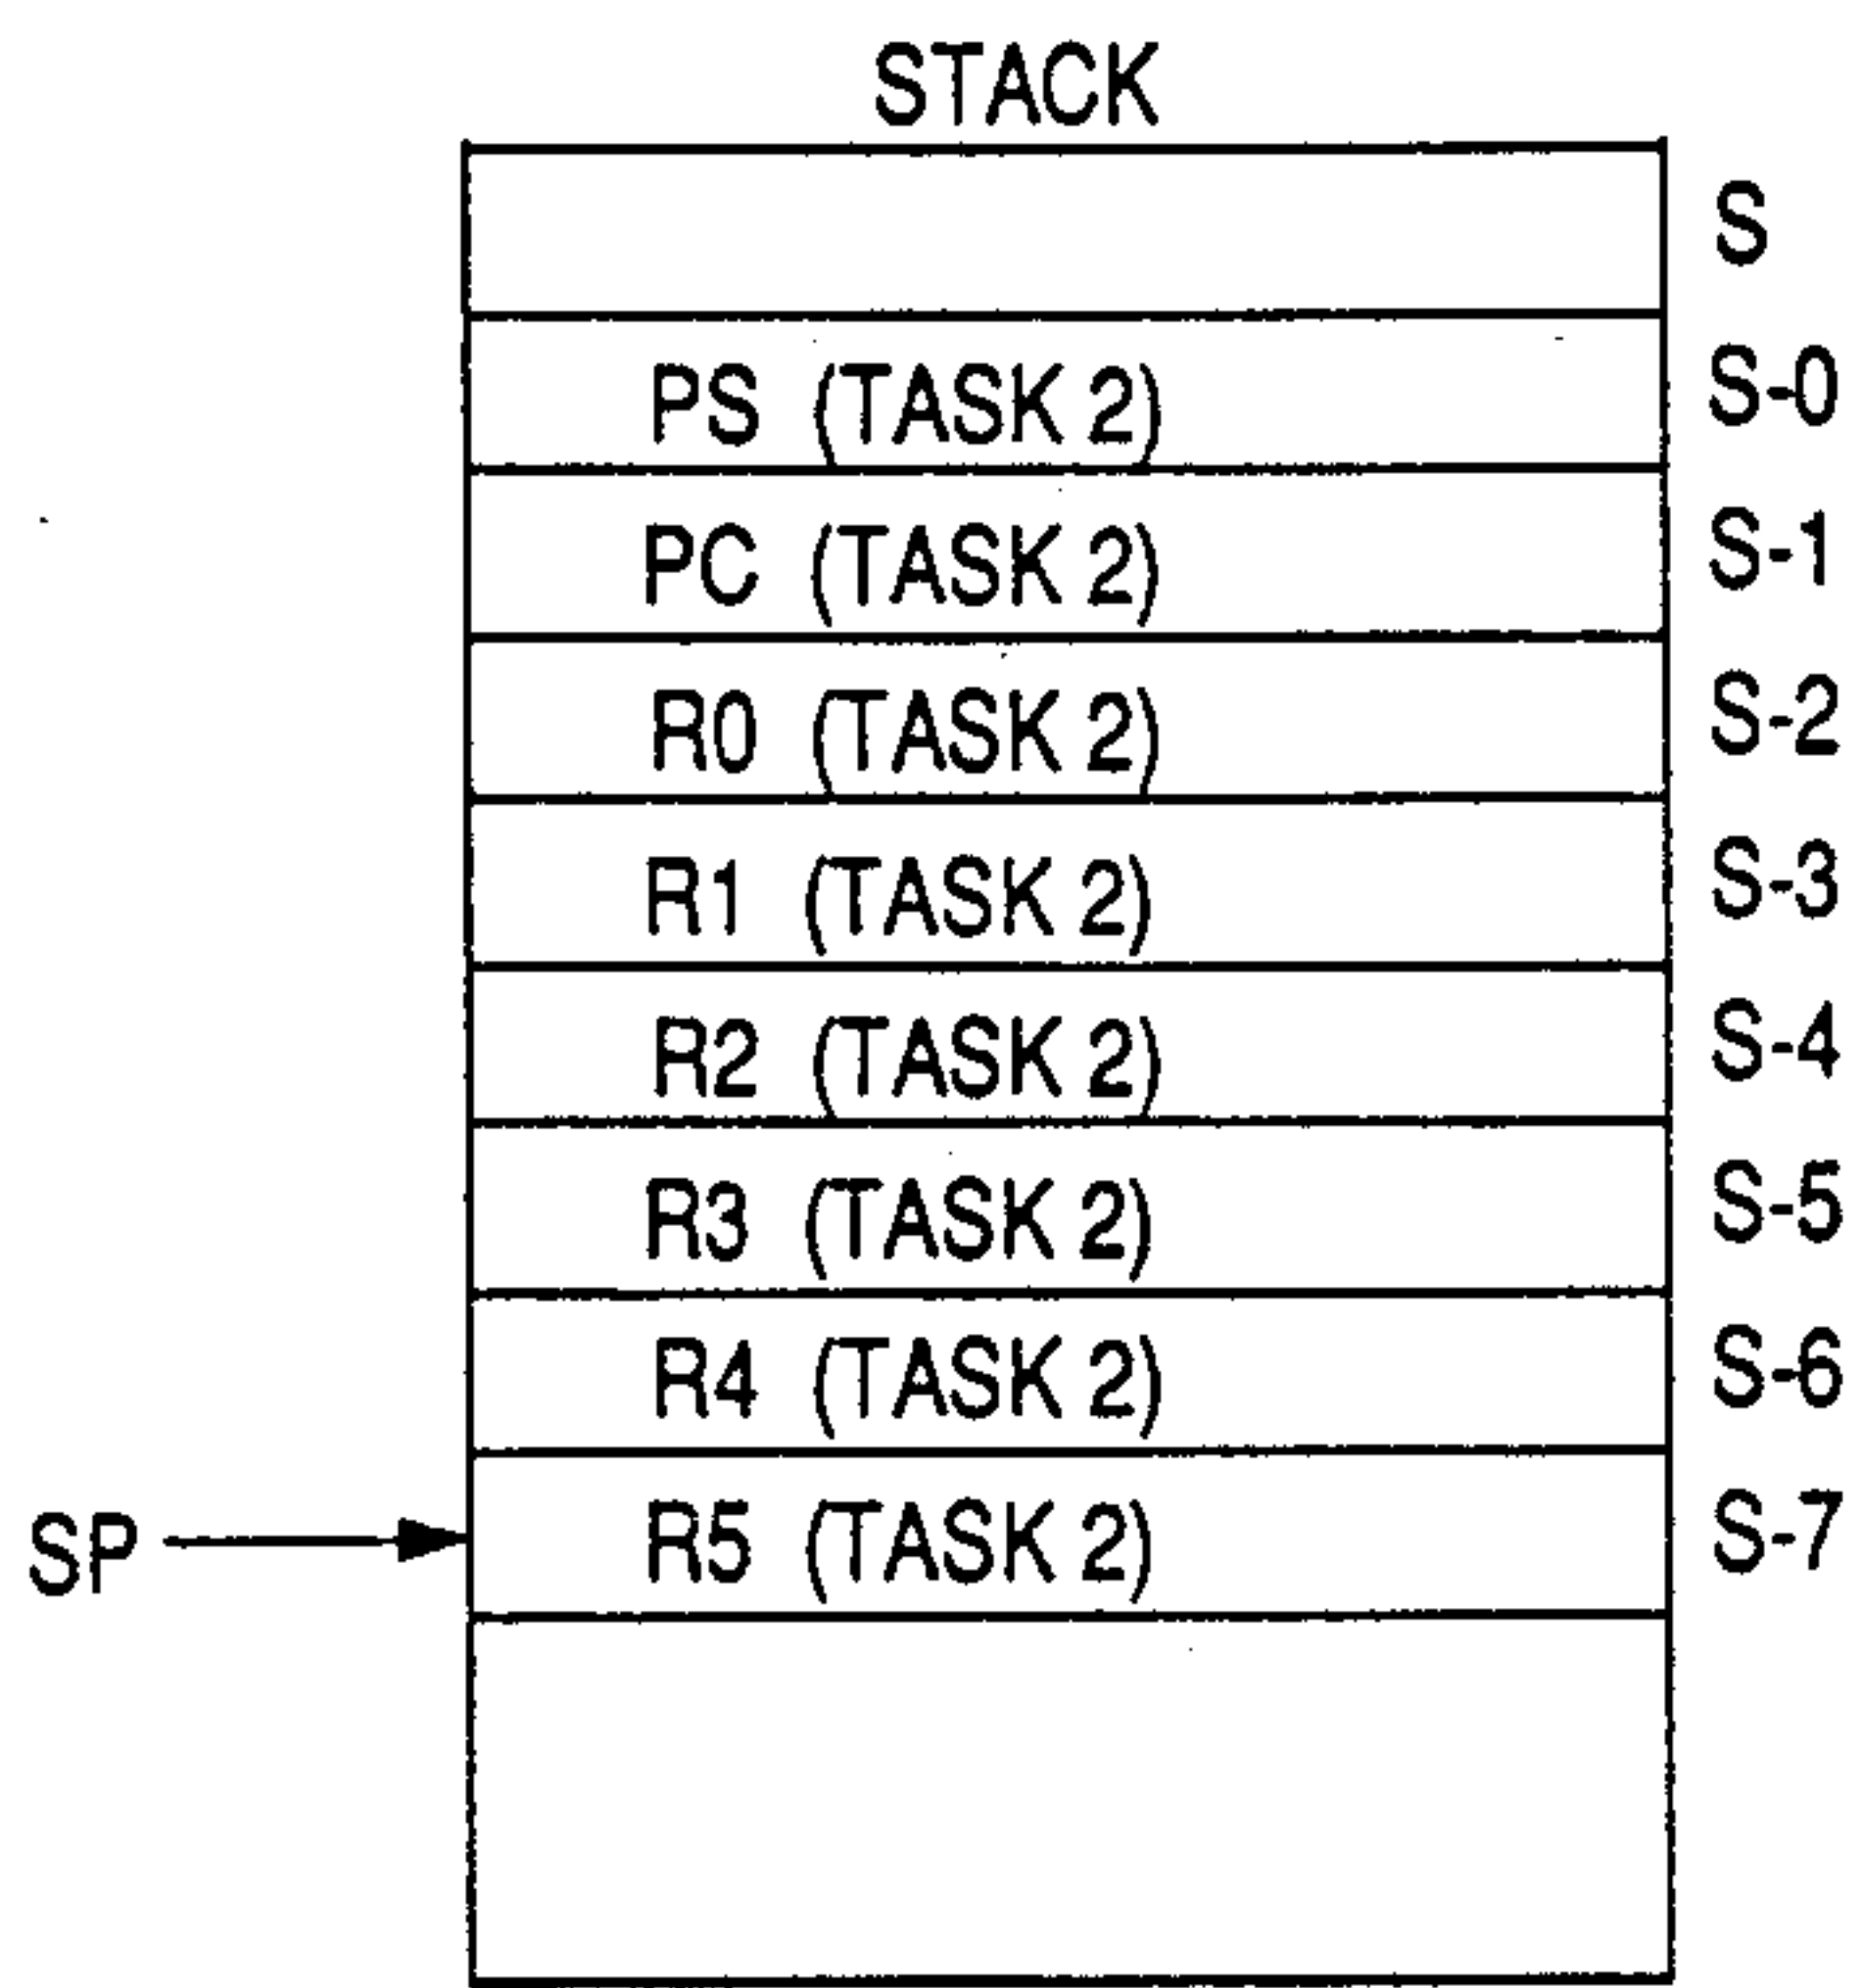 STACK
S
PS (TASK 2) S-0
PC (TASK 2) S-1
R0 (TASK 2) S-2
R1 (TASK 2) S-3
R2 (TASK 2) S-4
R3 (TASK 2) S-5
R4 (TASK 2) S-6
SP R5 (TASK 2) S-7